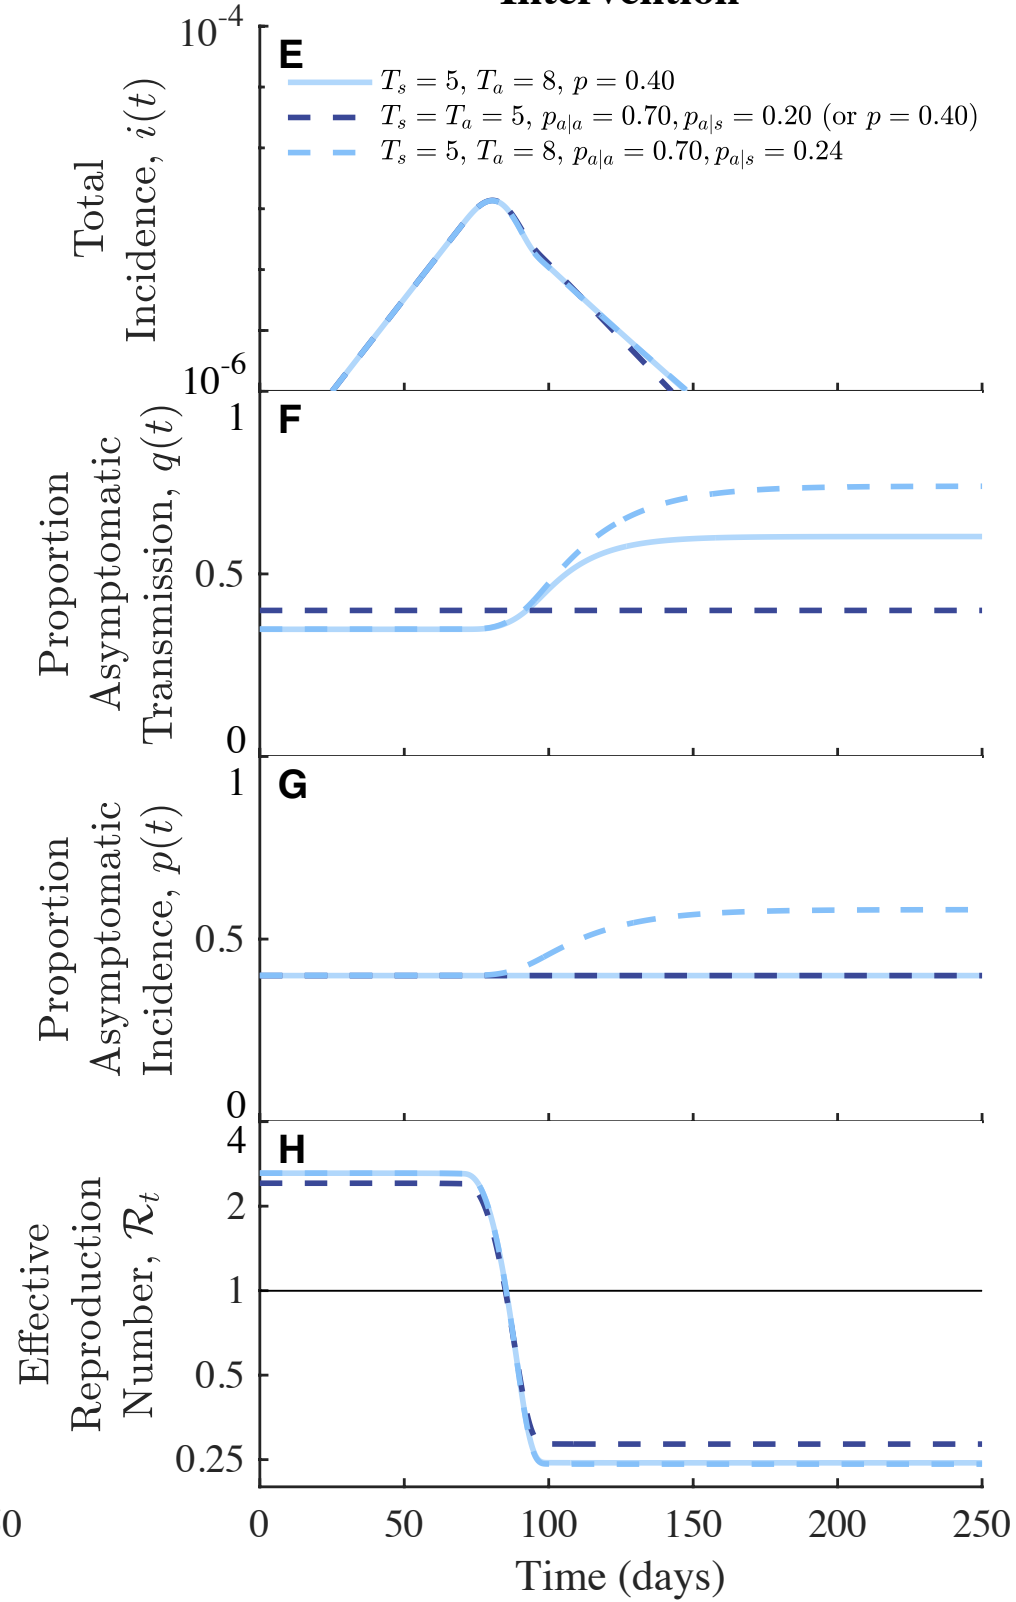 Intervention
E
10^-4
T_s = 5, T_a = 8, p = 0.40
T_s = T_a = 5, p_{a|a} = 0.70, p_{a|s} = 0.20 (or p = 0.40)
T_s = 5, T_a = 8, p_{a|a} = 0.70, p_{a|s} = 0.24
Total
Incidence, i(t)
10^-6
F
1
0.5
0
Proportion
Asymptomatic
Transmission, q(t)
G
1
0.5
0
Proportion
Asymptomatic
Incidence, p(t)
H
4
2
1
0.5
0.25
Effective
Reproduction
Number, ℛ_t
0 0 50 100 150 200 250
Time (days)